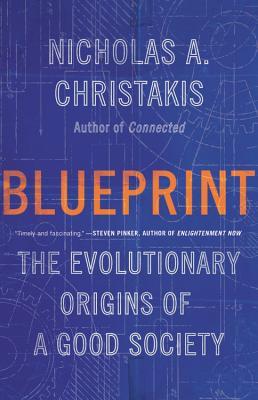 NICHOLAS A.
CHRISTAKIS
Author of Connected
BLUEPRINT
"Timely and fascinating." —STEVEN PINKER, AUTHOR OF ENLIGHTENMENT NOW
THE EVOLUTIONARY
ORIGINS OF
A GOOD SOCIETY